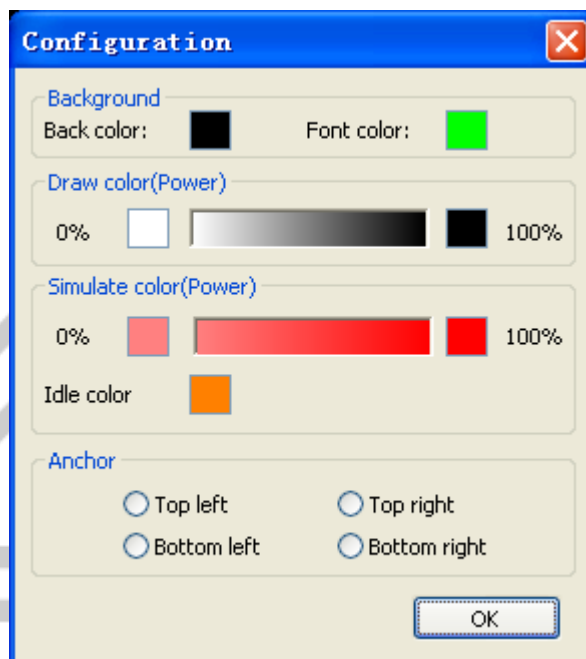 Configuration
Background
Back color: Font color:
Draw color(Power)
0% 100%
Simulate color(Power)
0% 100%
Idle color
Anchor
Top left Top right
Bottom left Bottom right
OK